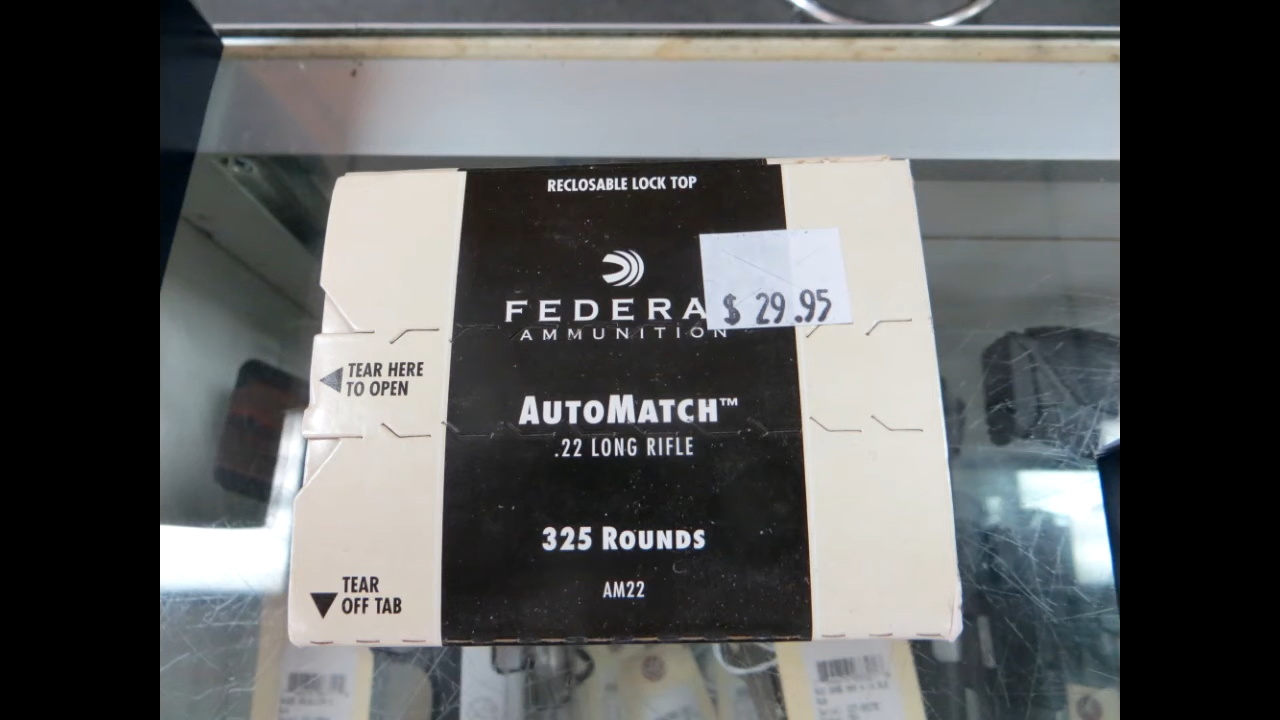 RECLOSABLE LOCK TOP
FEDERA
AMMUNITION
$ 29.95
TEAR HERE
TO OPEN
AUTOMATCH™
.22 LONG RIFLE
325 ROUNDS
AM22
TEAR
OFF TAB